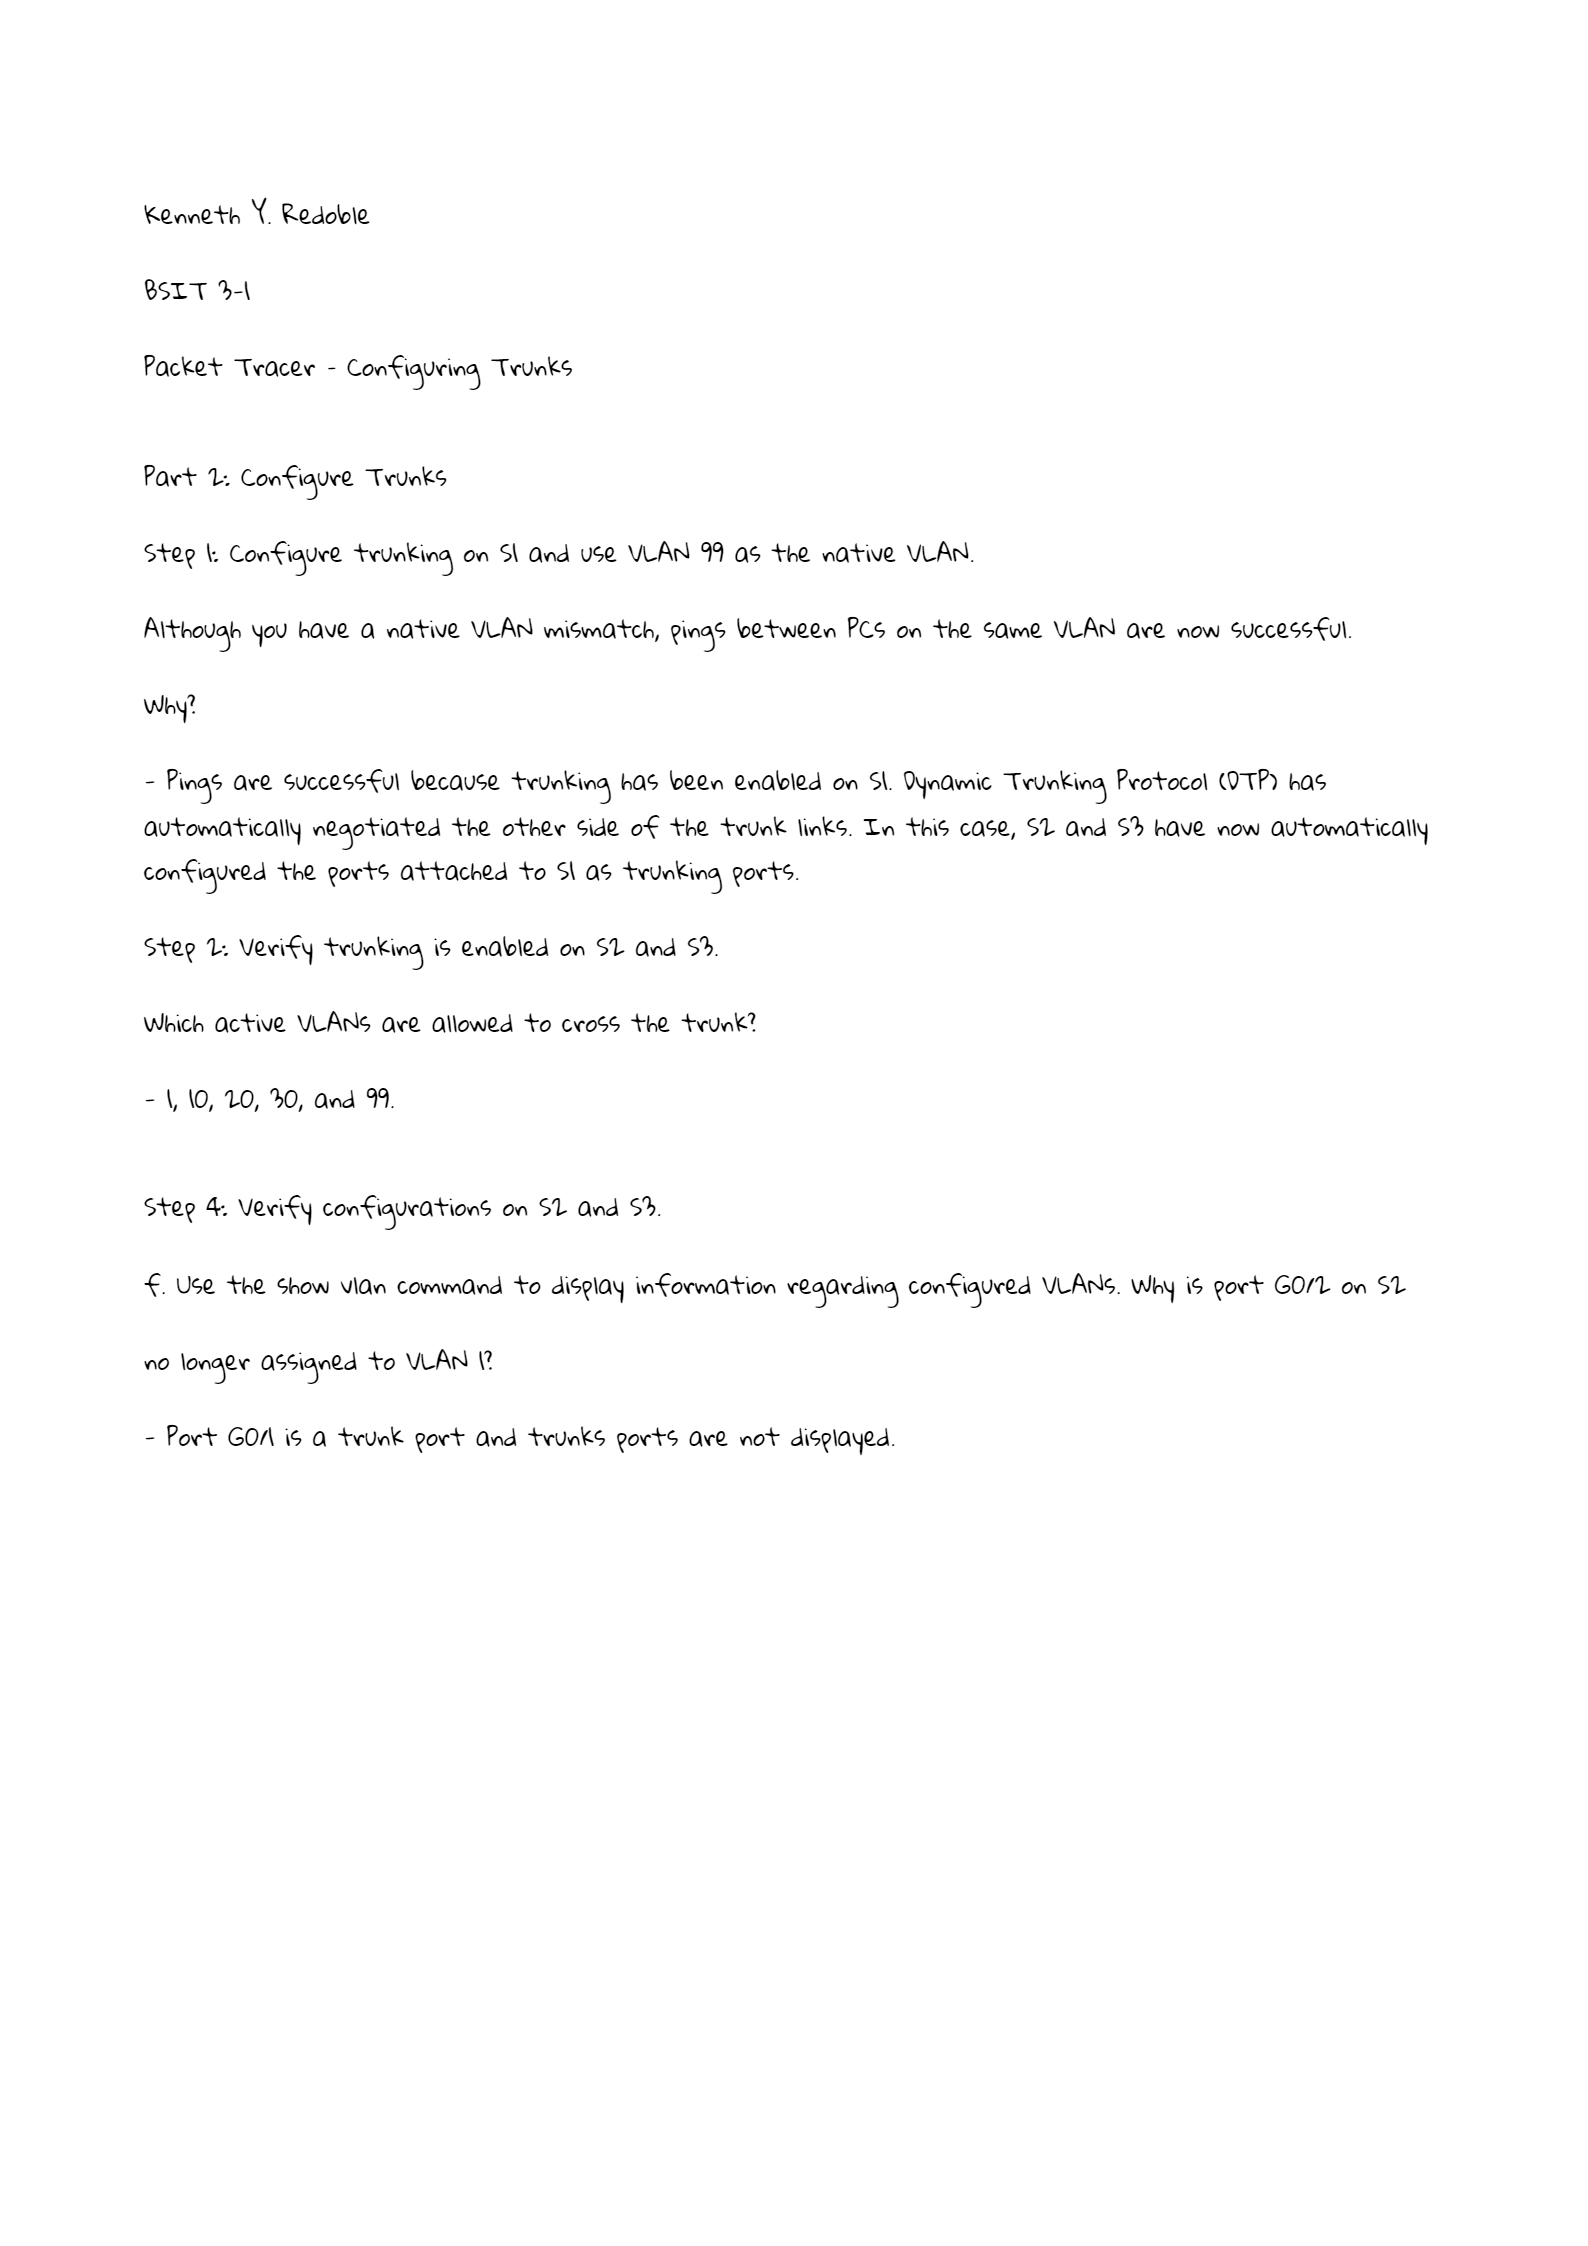 Kenneth Y. Redoble
BSIT 3-1
Packet Tracer - Configuring Trunks
Part 2: Configure Trunks
Step 1: Configure trunking on S1 and use VLAN 99 as the native VLAN.
Although you have a native VLAN mismatch, pings between PCs on the same VLAN are now successful.
Why?
- Pings are successful because trunking has been enabled on S1. Dynamic Trunking Protocol (DTP) has
automatically negotiated the other side of the trunk links. In this case, S2 and S3 have now automatically
configured the ports attached to S1 as trunking ports.
Step 2: Verify trunking is enabled on S2 and S3.
Which active VLANs are allowed to cross the trunk?
- 1, 10, 20, 30, and 99.
Step 4: Verify configurations on S2 and S3.
f. Use the show vlan command to display information regarding configured VLANs. Why is port G0/2 on S2
no longer assigned to VLAN 1?
- Port G0/1 is a trunk port and trunks ports are not displayed.